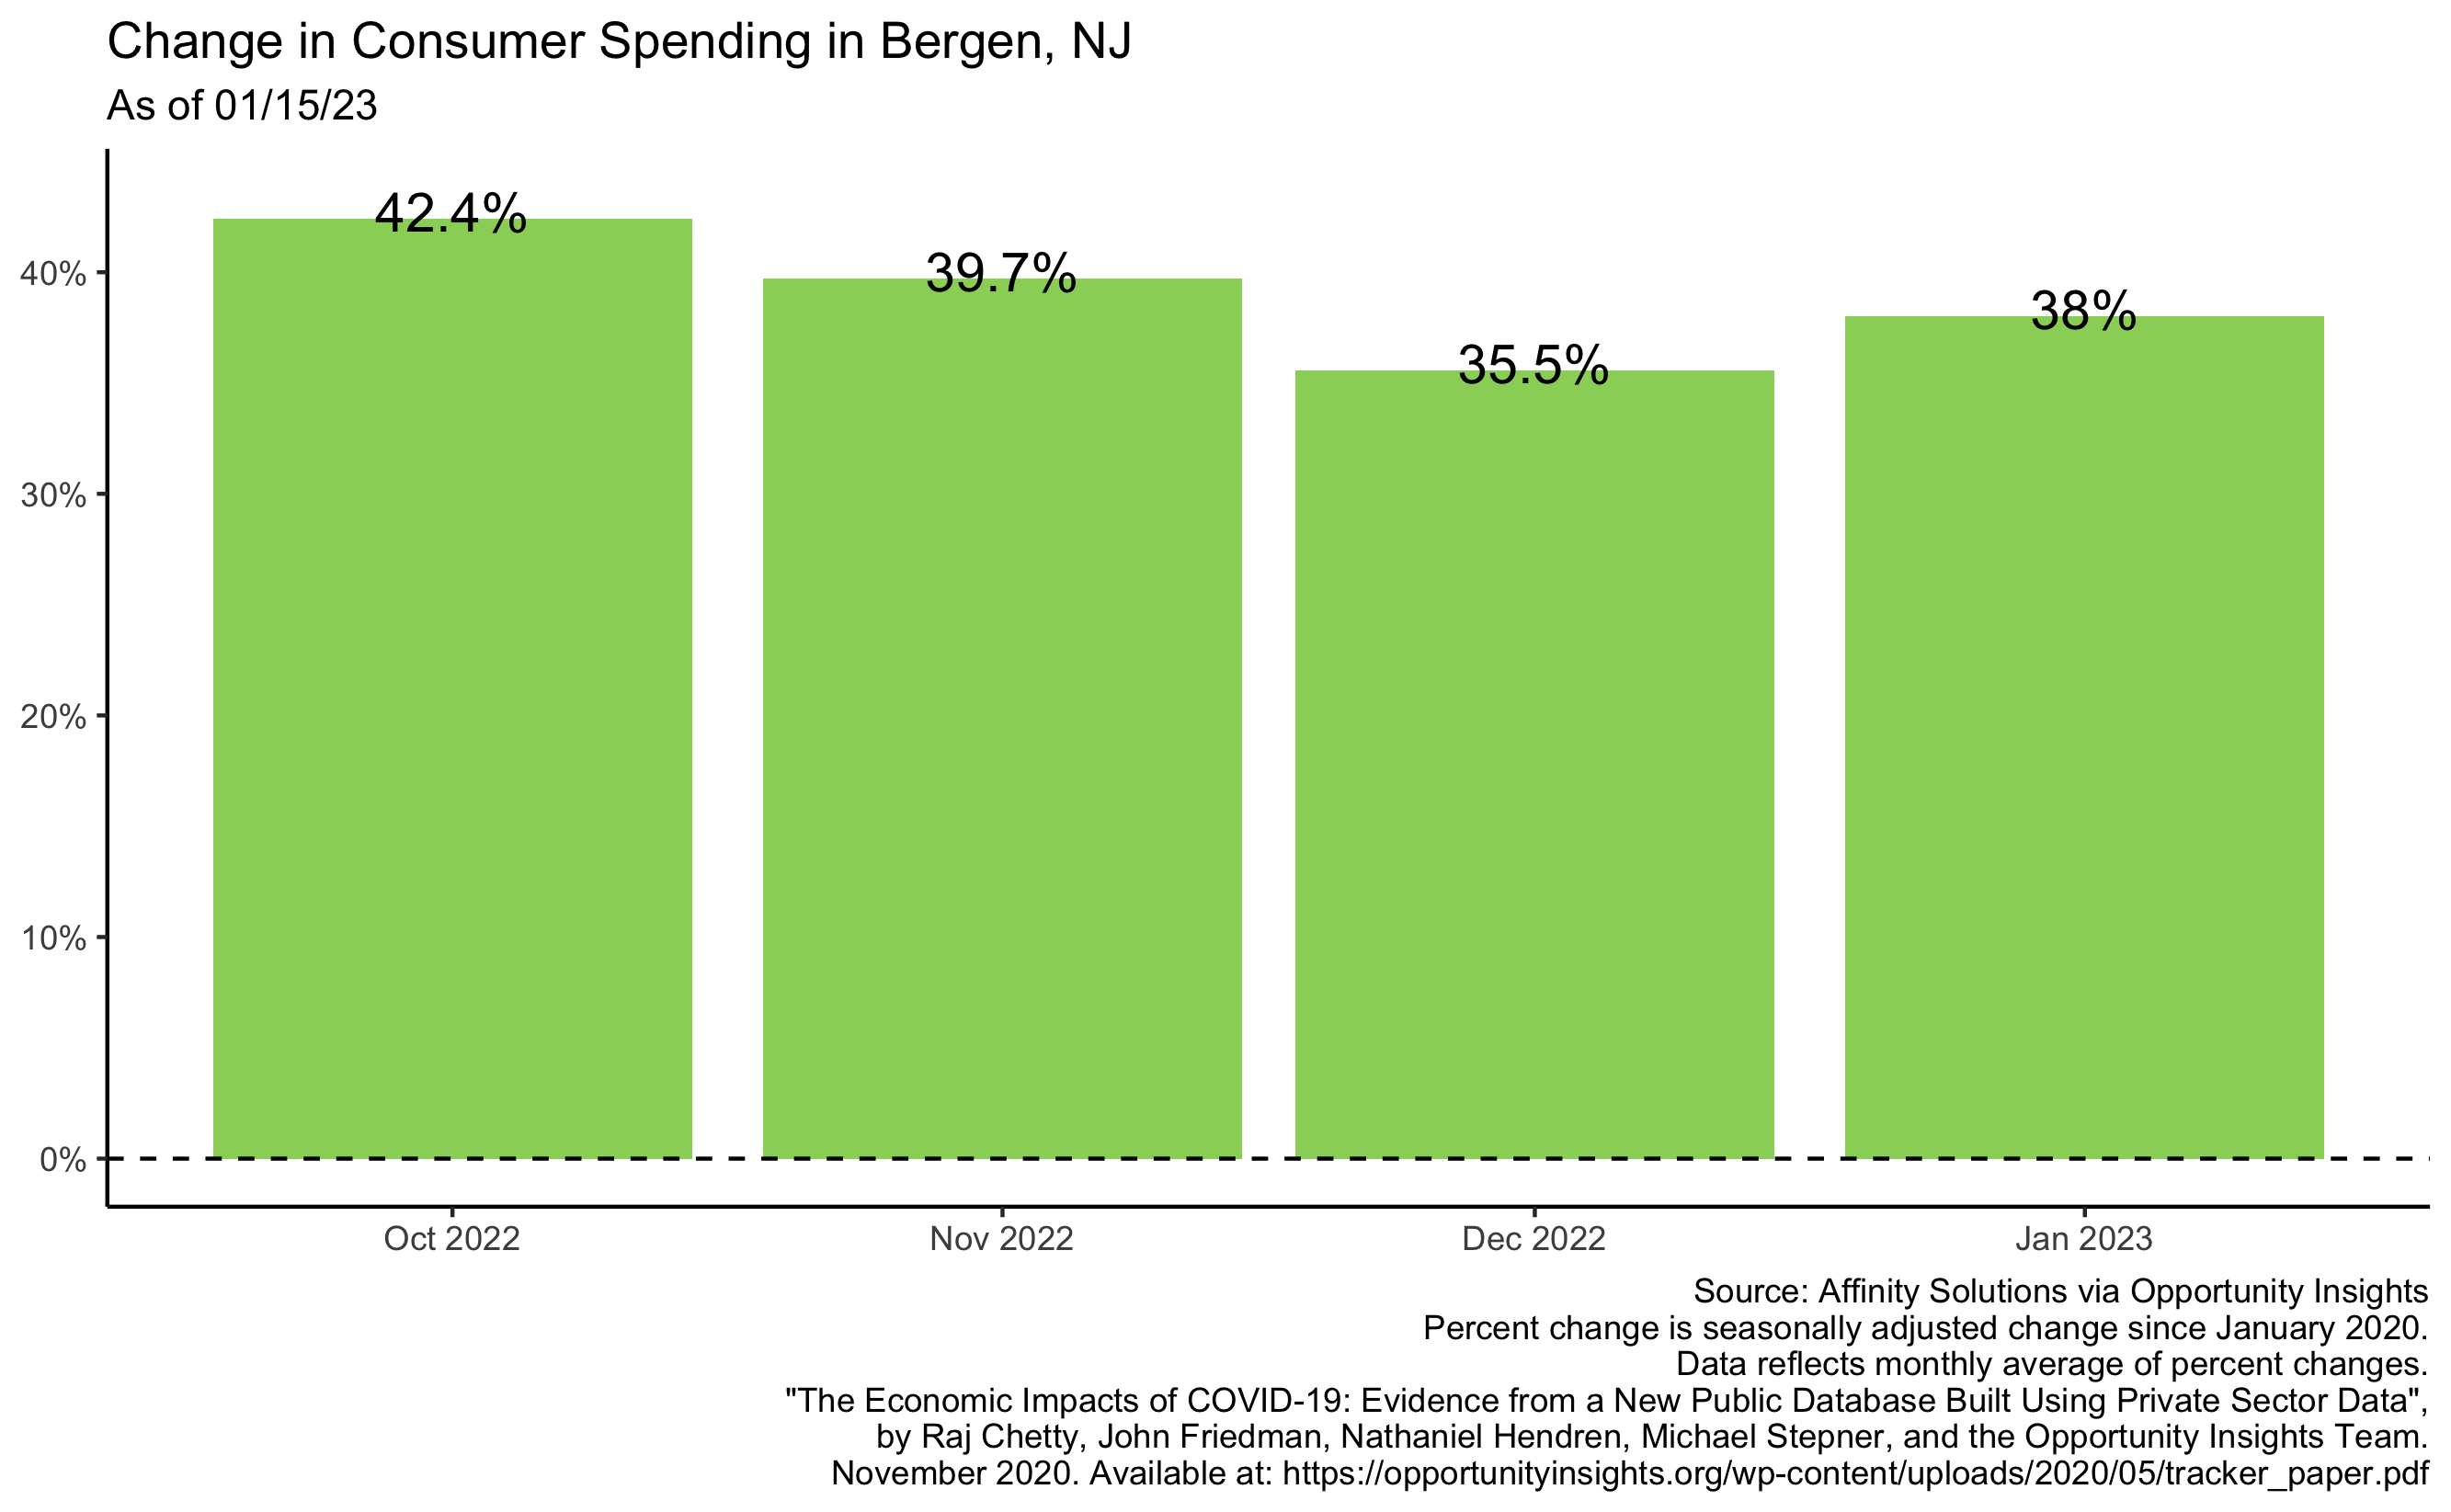 Change in Consumer Spending in Bergen, NJ
As of 01/15/23
42.4%
39.7%
35.5%
38%
40%
30%
20%
10%
0%
Oct 2022
Nov 2022
Dec 2022
Jan 2023
Source: Affinity Solutions via Opportunity Insights
Percent change is seasonally adjusted change since January 2020.
Data reflects monthly average of percent changes.
"The Economic Impacts of COVID-19: Evidence from a New Public Database Built Using Private Sector Data",
by Raj Chetty, John Friedman, Nathaniel Hendren, Michael Stepner, and the Opportunity Insights Team.
November 2020. Available at: https://opportunityinsights.org/wp-content/uploads/2020/05/tracker_paper.pdf